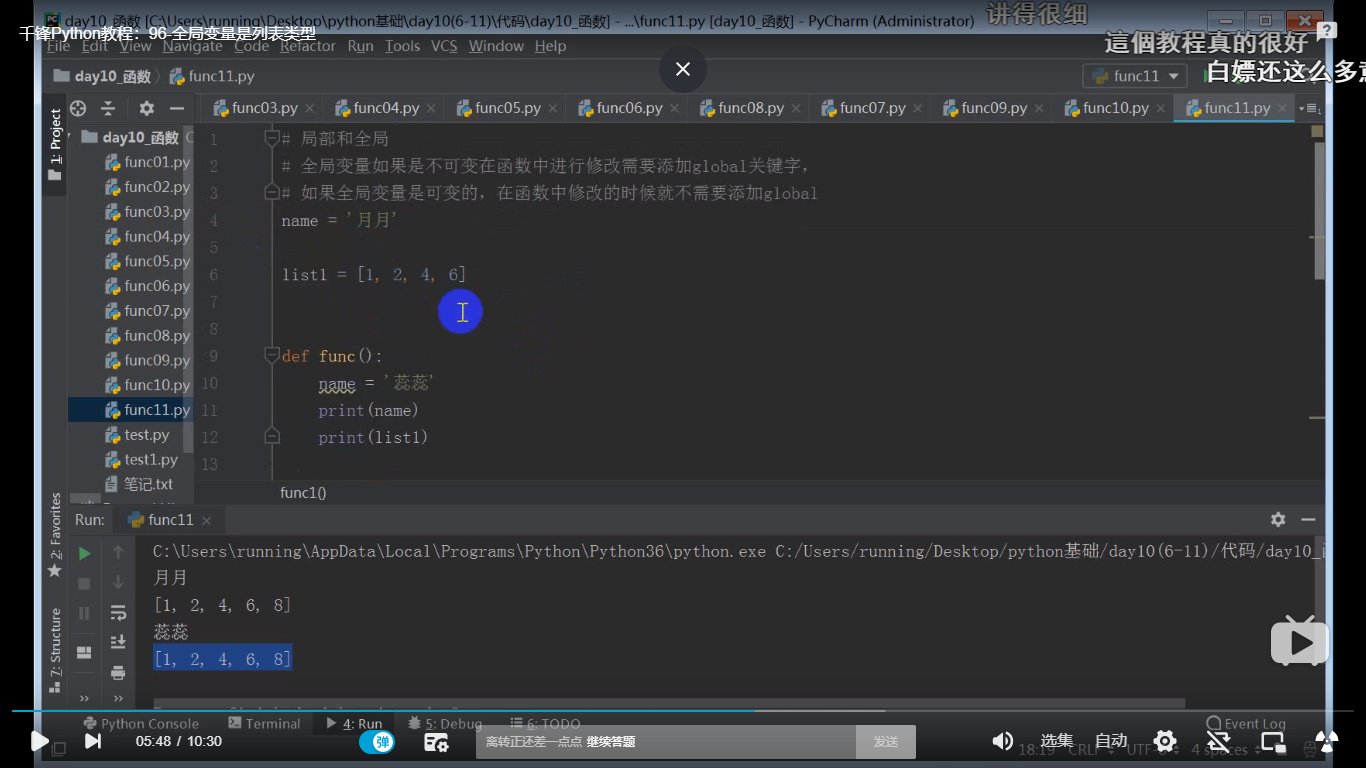 day10_函数 [C:\Users\running\Desktop\python基础\day10(6-11)\代码\day10_函数] - ...\func11.py [day10_函数] - PyCharm (Administrator)
讲得很细
千锋Python教程：96-全局变量是列表类型
這個教程真的很好
File Edit View Navigate Code Refactor Run Tools VCS Window Help
白嫖还这么多
day10_函数 func11.py
func11
func03.py func04.py func05.py func06.py func08.py func07.py func09.py func10.py func11.py
1: Project
day10_函数
func01.py
func02.py
func03.py
func04.py
func05.py
func06.py
func07.py
func08.py
func09.py
func10.py
func11.py
test.py
test1.py
笔记.txt
1 # 局部和全局
2 # 全局变量如果是不可变在函数中进行修改需要添加global关键字，
3 # 如果全局变量是可变的，在函数中修改的时候就不需要添加global
4 name = '月月'
5
6 list1 = [1, 2, 4, 6]
7
8
9 def func():
10 name = '蕊蕊'
11 print(name)
12 print(list1)
13
func1()
2: Favorites
7: Structure
Run: func11
C:\Users\running\AppData\Local\Programs\Python\Python36\python.exe C:/Users/running/Desktop/python基础/day10(6-11)/代码/day10_
月月
[1, 2, 4, 6, 8]
蕊蕊
[1, 2, 4, 6, 8]
Python Console Terminal 4: Run 5: Debug 6: TODO Event Log
05:48 / 10:30
弹
离转正还差一点点 继续答题 发送
选集 自动
18:19 CRLF UTF-8 4 spaces